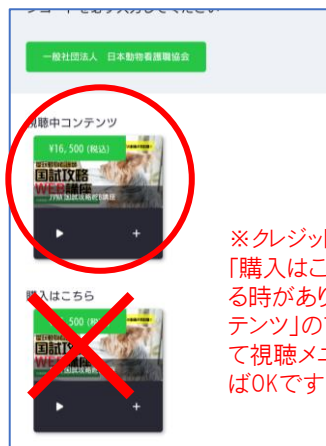 一般社団法人 日本動物看護職協会
視聴中コンテンツ
¥16,500 (税込)
国試攻略
WEB講座
※クレジッ
「購入はこ
る時があり
テンツ」の
て視聴メニ
ばOKです
購入はこちら
国試
WEB